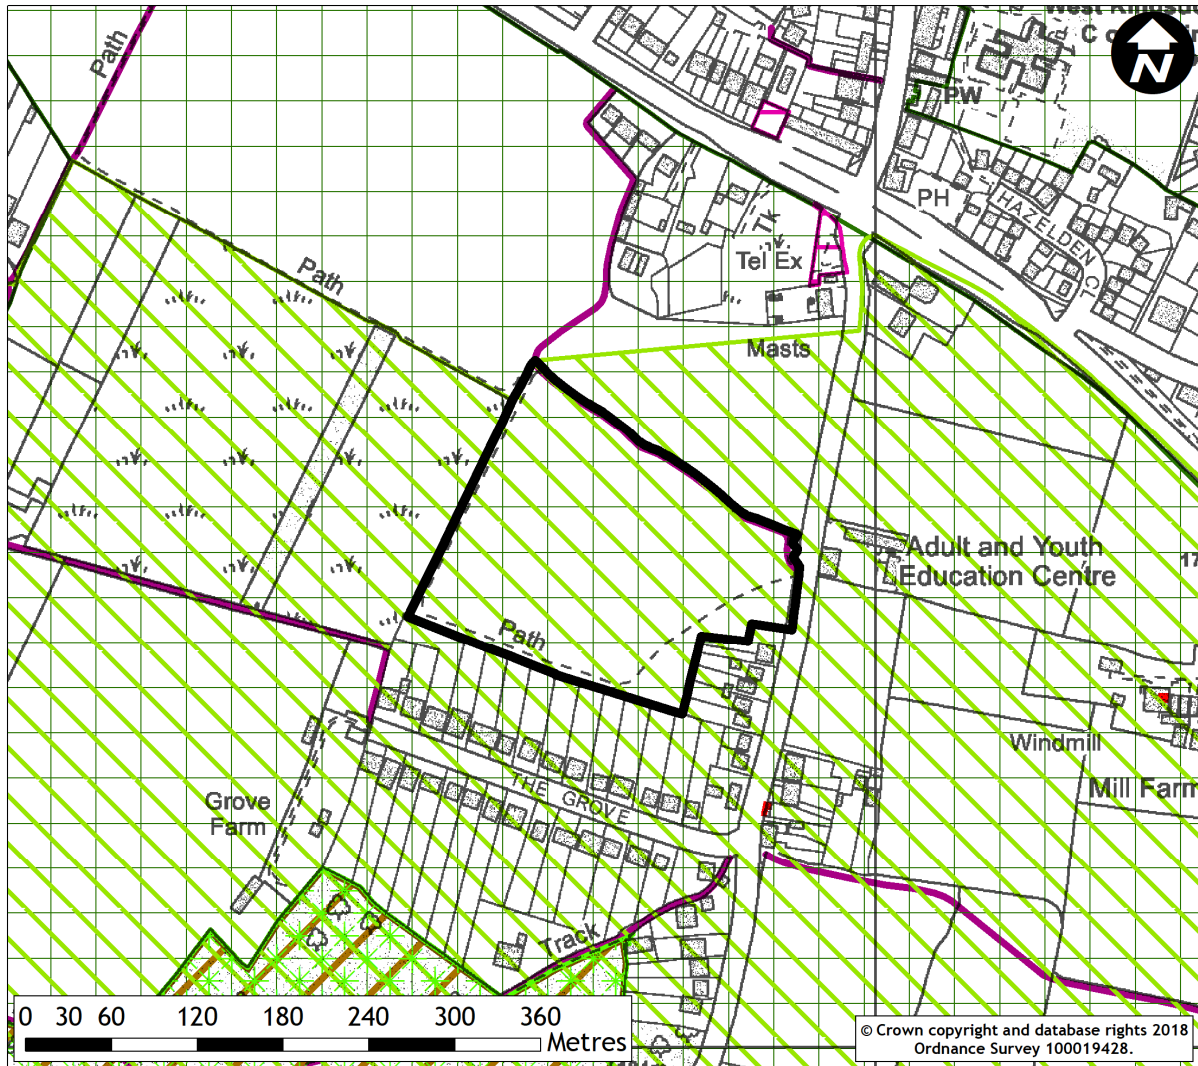 Path
N
PW
PH
HAZELDEN CL
Tk
Tel Ex
Path
Masts
Adult and Youth
Education Centre
Path
Windmill
Mill Farm
THE GROVE
Grove
Farm
Track
0 30 60 120 180 240 300 360
Metres
© Crown copyright and database rights 2018
Ordnance Survey 100019428.